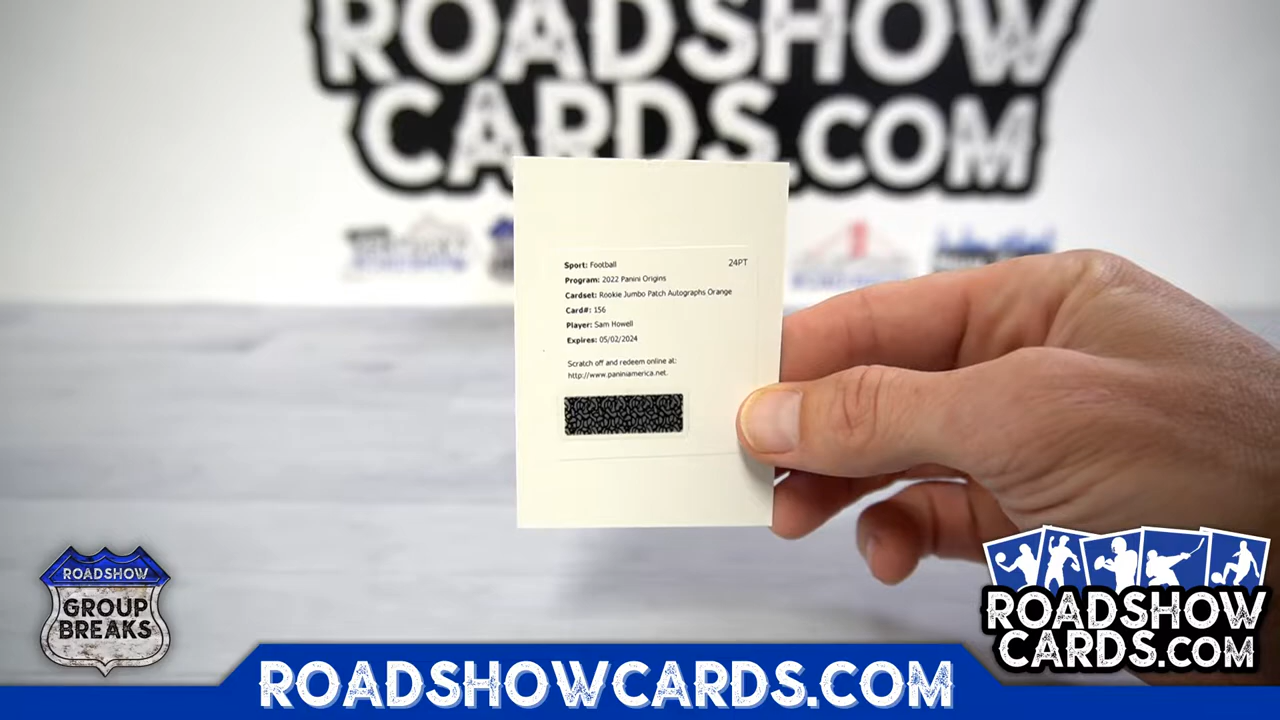 ROADSHOW
CARDS.COM
Sport: Football
24PT
Program: 2022 Panini Origins
Cardset: Rookie Jumbo Patch Autographs Orange
Card#: 156
Player: Sam Howell
Expires: 05/02/2024
Scratch off and redeem online at:
http://www.paniniamerica.net.
ROADSHOW
GROUP
BREAKS
ROADSHOW
CARDS.COM
ROADSHOWCARDS.COM